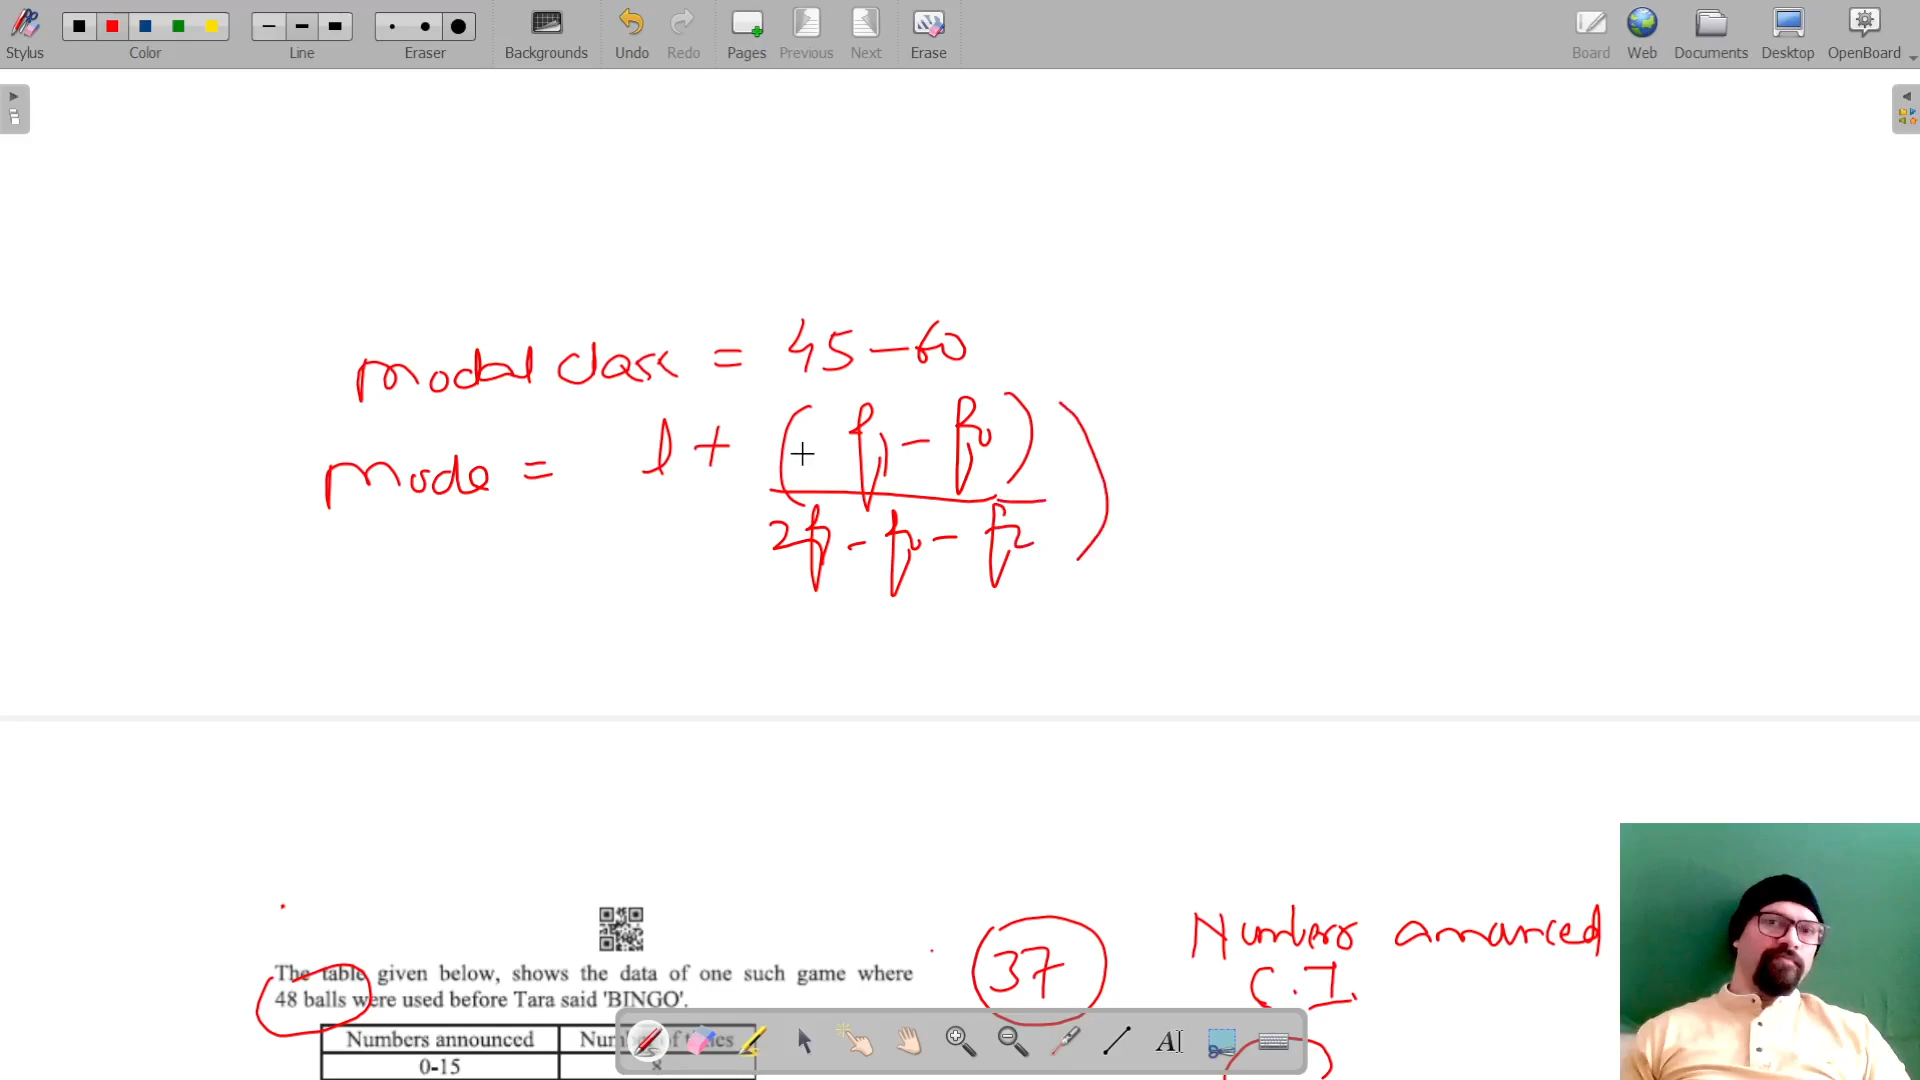 Stylus Color Line Eraser Backgrounds Undo Redo Pages Previous Next Erase Board Web Documents Desktop OpenBoard
modal class = 45-60
mode = l + (f1 - f0)
2f1 - f0 - f2)
The table given below, shows the data of one such game where
48 balls were used before Tara said 'BINGO'.
37
Numbers announced
C.I.
Numbers announced
0-15
8